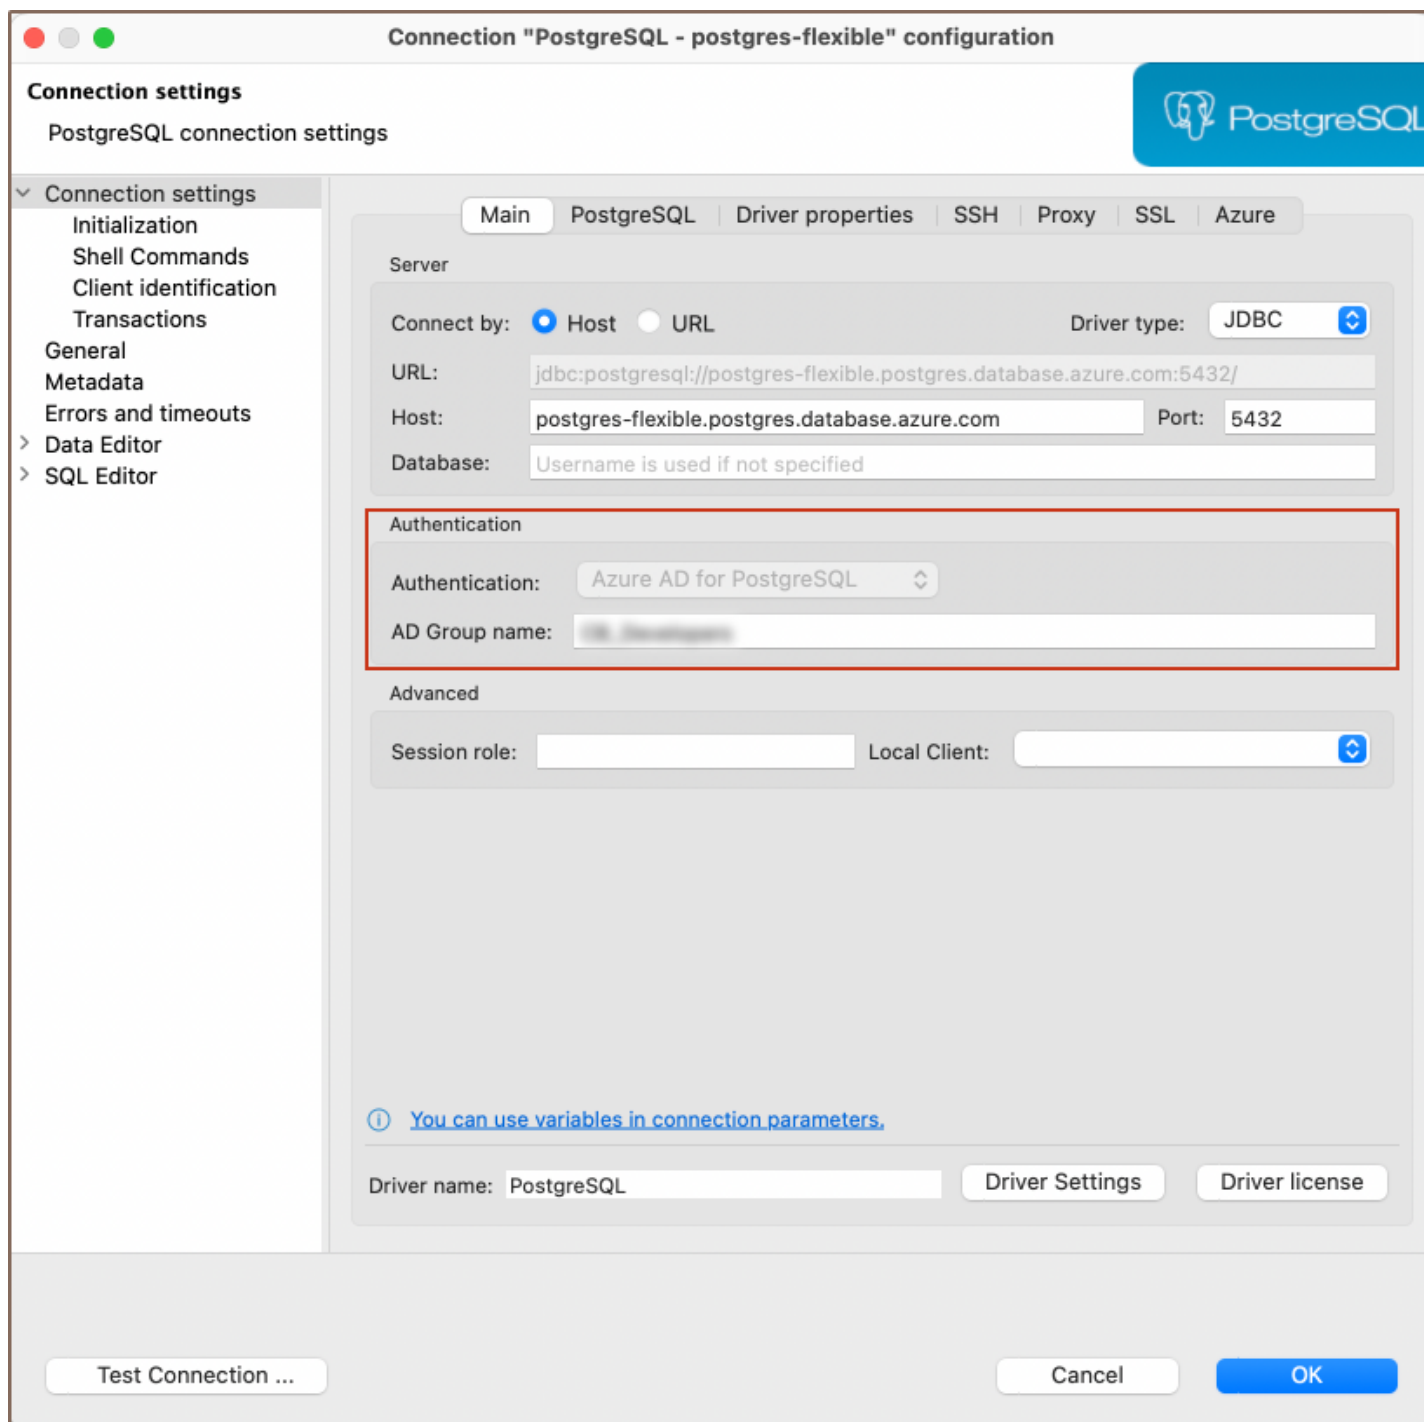 Connection "PostgreSQL - postgres-flexible" configuration
Connection settings
PostgreSQL connection settings
PostgreSQL
Connection settings
Initialization
Shell Commands
Client identification
Transactions
General
Metadata
Errors and timeouts
Data Editor
SQL Editor
Main PostgreSQL Driver properties SSH Proxy SSL Azure
Server
Connect by: Host URL Driver type: JDBC
URL: jdbc:postgresql://postgres-flexible.postgres.database.azure.com:5432/
Host: postgres-flexible.postgres.database.azure.com Port: 5432
Database: Username is used if not specified
Authentication
Authentication: Azure AD for PostgreSQL
AD Group name:
Advanced
Session role: Local Client:
You can use variables in connection parameters.
Driver name: PostgreSQL Driver Settings Driver license
Test Connection ... Cancel OK